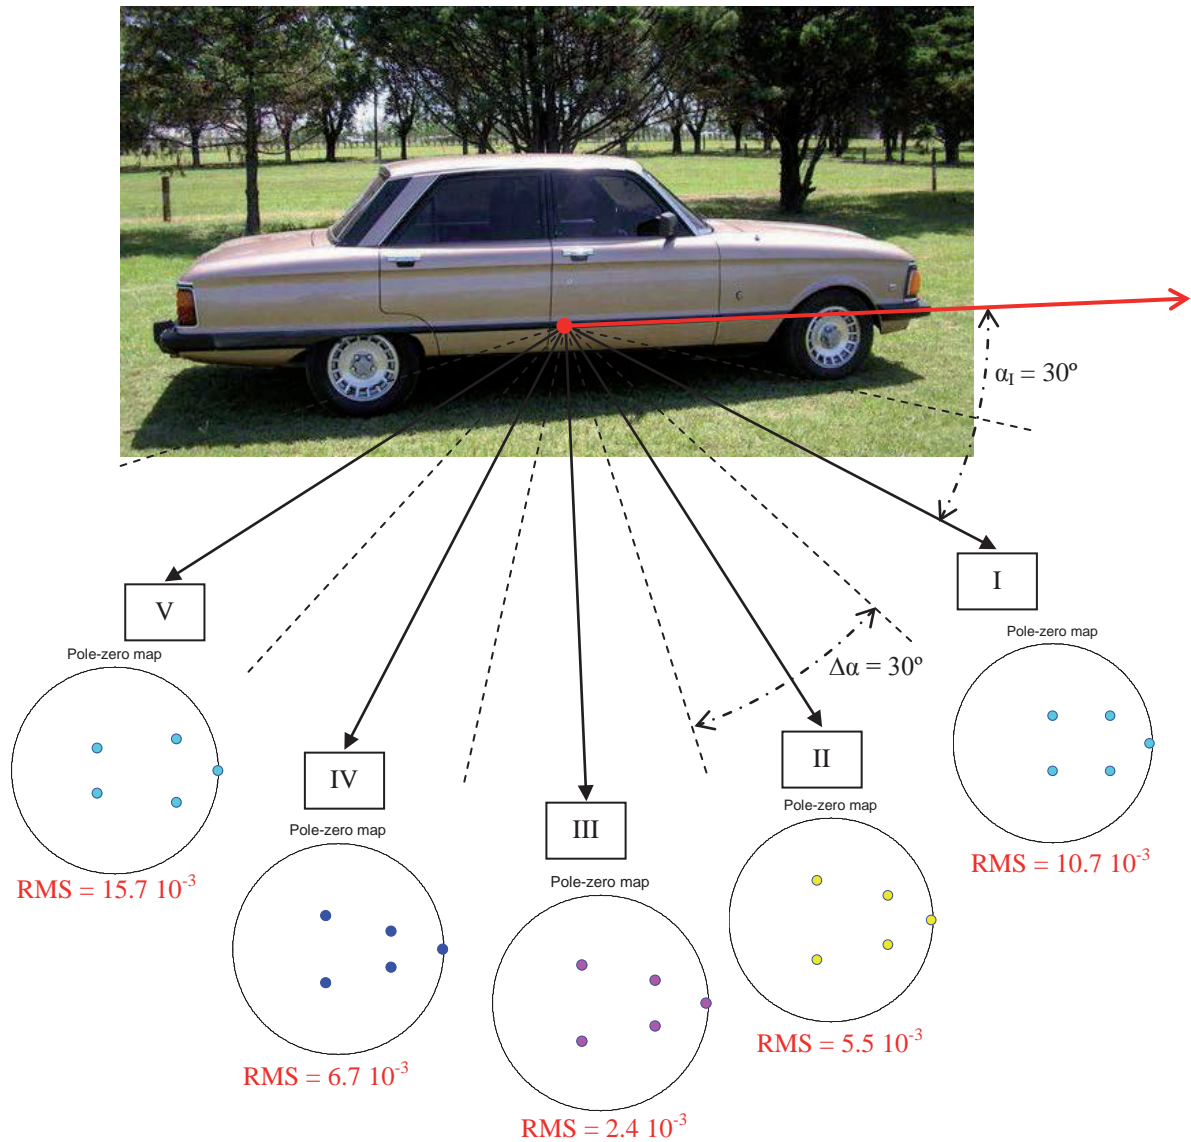 α_I = 30º
I
Pole-zero map
RMS = 10.7 10^-3
Δα = 30º
II
Pole-zero map
RMS = 5.5 10^-3
III
Pole-zero map
RMS = 2.4 10^-3
IV
Pole-zero map
RMS = 6.7 10^-3
V
Pole-zero map
RMS = 15.7 10^-3